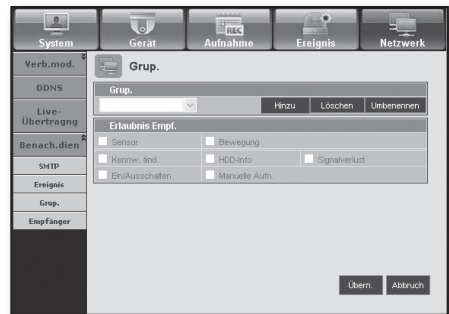 System Gerät Aufnahme Ereignis Netzwerk
Verb.mod.
DDNS
Live-
Übertragng
Benach.dien
SMTP
Ereignis
Grup.
Empfänger
Grup.
Grup.
Hinzu Löschen Umbenennen
Erlaubnis Empf.
Sensor Bewegung
Kennw. änd. HDD-Info Signalverlust
Ein/Ausschalten Manuelle Aufn.
Übern. Abbruch